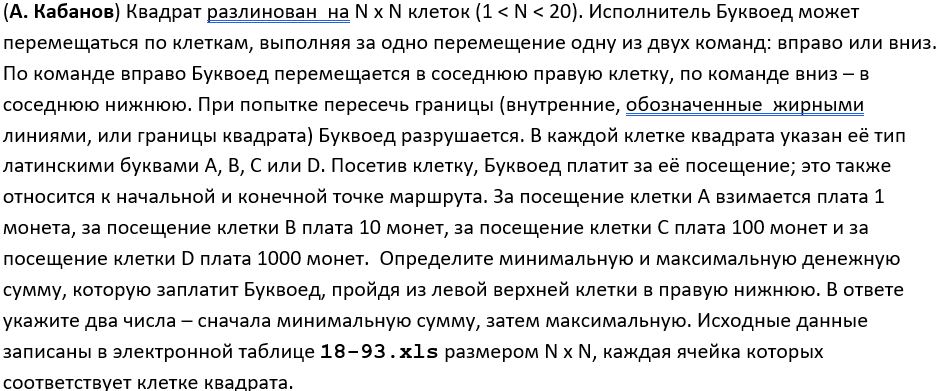 (А. Кабанов) Квадрат разлинован на N x N клеток (1 < N < 20). Исполнитель Буквоед может
перемещаться по клеткам, выполняя за одно перемещение одну из двух команд: вправо или вниз.
По команде вправо Буквоед перемещается в соседнюю правую клетку, по команде вниз – в
соседнюю нижнюю. При попытке пересечь границы (внутренние, обозначенные жирными
линиями, или границы квадрата) Буквоед разрушается. В каждой клетке квадрата указан её тип
латинскими буквами A, B, C или D. Посетив клетку, Буквоед платит за её посещение; это также
относится к начальной и конечной точке маршрута. За посещение клетки A взимается плата 1
монета, за посещение клетки B плата 10 монет, за посещение клетки C плата 100 монет и за
посещение клетки D плата 1000 монет. Определите минимальную и максимальную денежную
сумму, которую заплатит Буквоед, пройдя из левой верхней клетки в правую нижнюю. В ответе
укажите два числа – сначала минимальную сумму, затем максимальную. Исходные данные
записаны в электронной таблице 18-93.xls размером N x N, каждая ячейка которых
соответствует клетке квадрата.